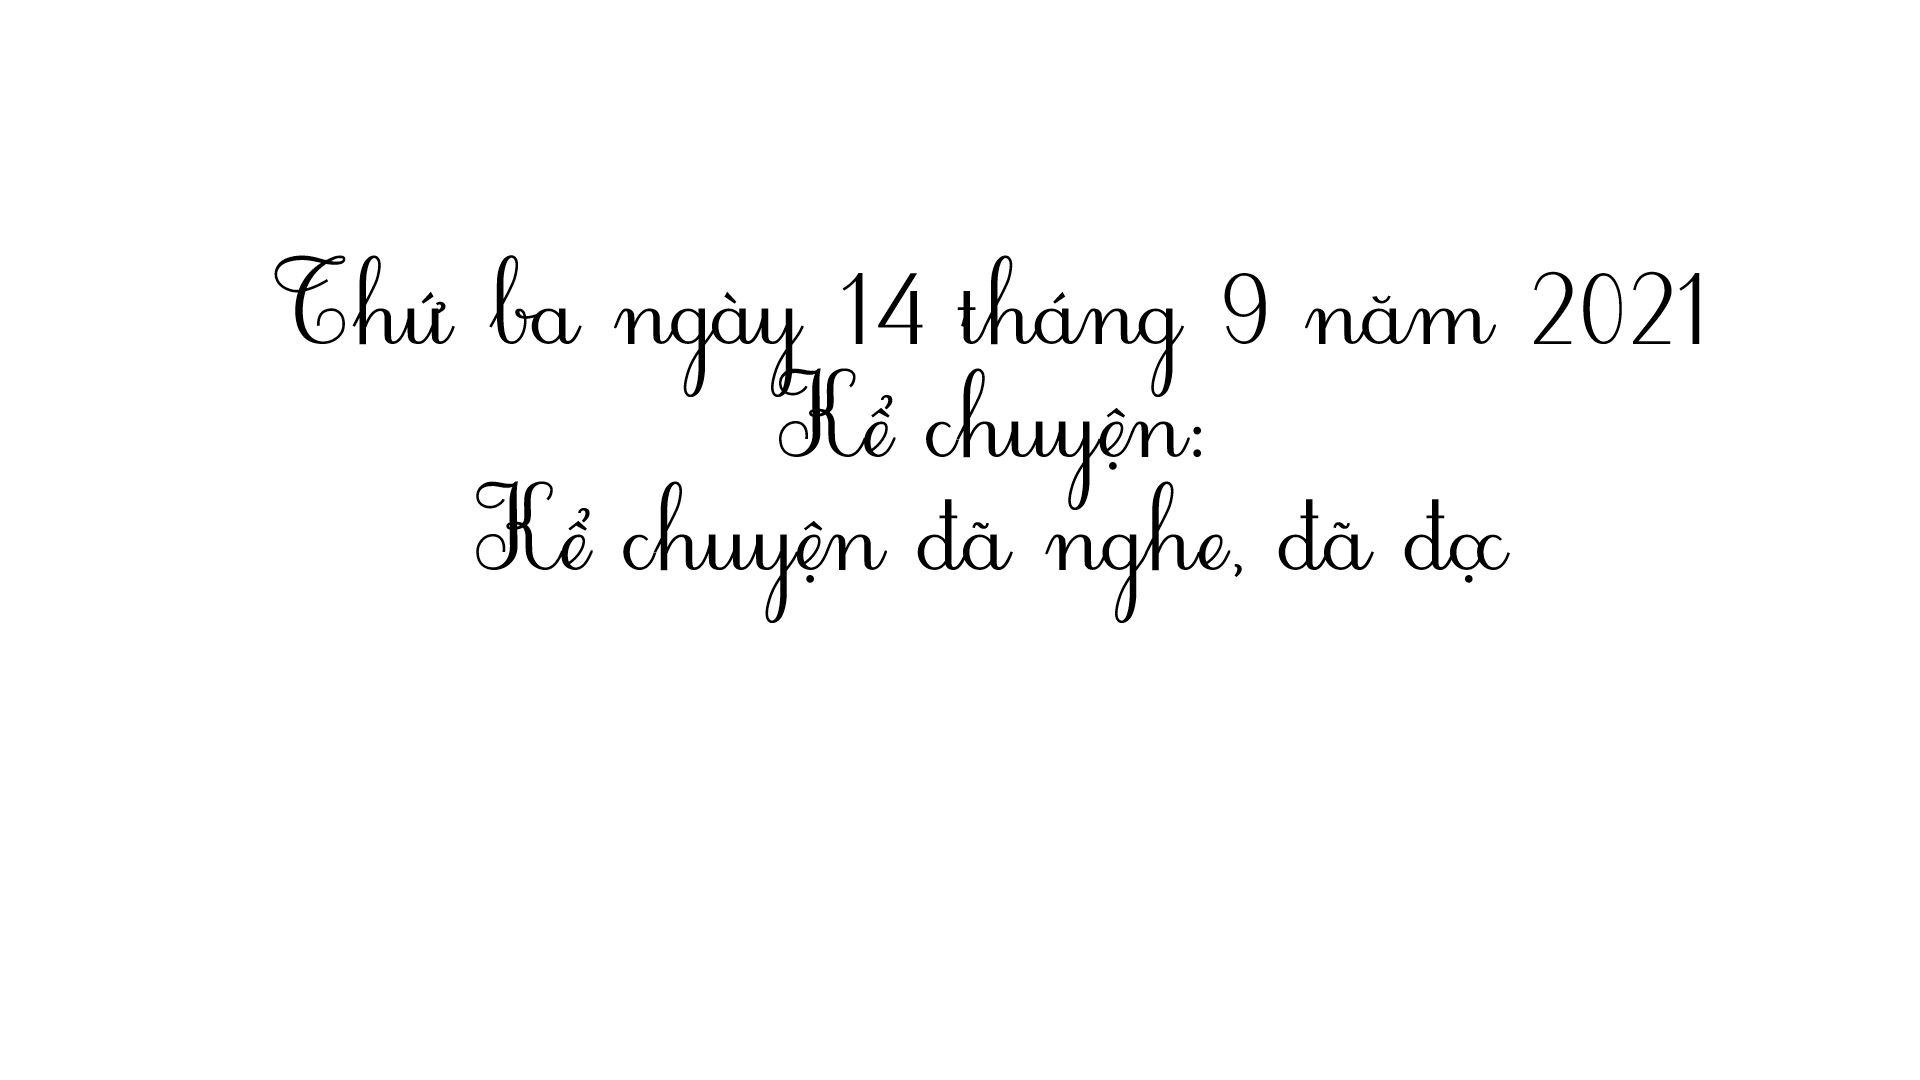 Thứ ba ngày 14 tháng 9 năm 2021
Kể chuyện:
Kể chuyện đã nghe, đã đọc